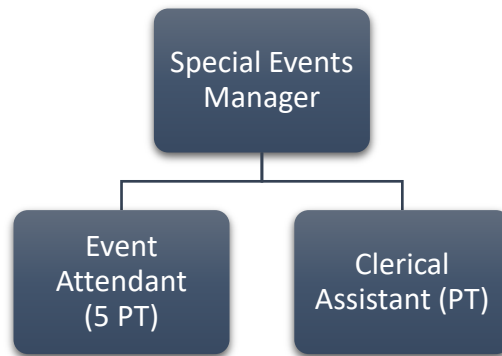 Special Events
Manager
Event
Attendant
(5 PT)
Clerical
Assistant (PT)